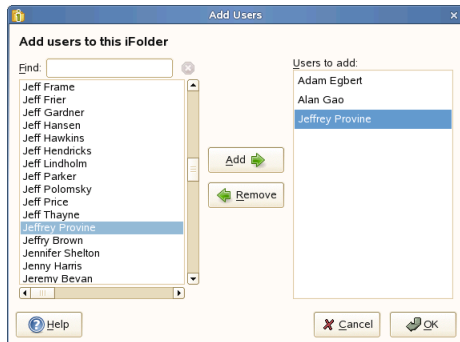 Add Users
Add users to this iFolder
Find:
Jeff Frame
Jeff Frier
Jeff Gardner
Jeff Hansen
Jeff Hawkins
Jeff Hendricks
Jeff Lindholm
Jeff Parker
Jeff Polomsky
Jeff Price
Jeff Thayne
Jeffrey Provine
Jeffry Brown
Jennifer Shelton
Jenny Harris
Jeremy Bevan
Add
Remove
Users to add:
Adam Egbert
Alan Gao
Jeffrey Provine
Help
Cancel
OK